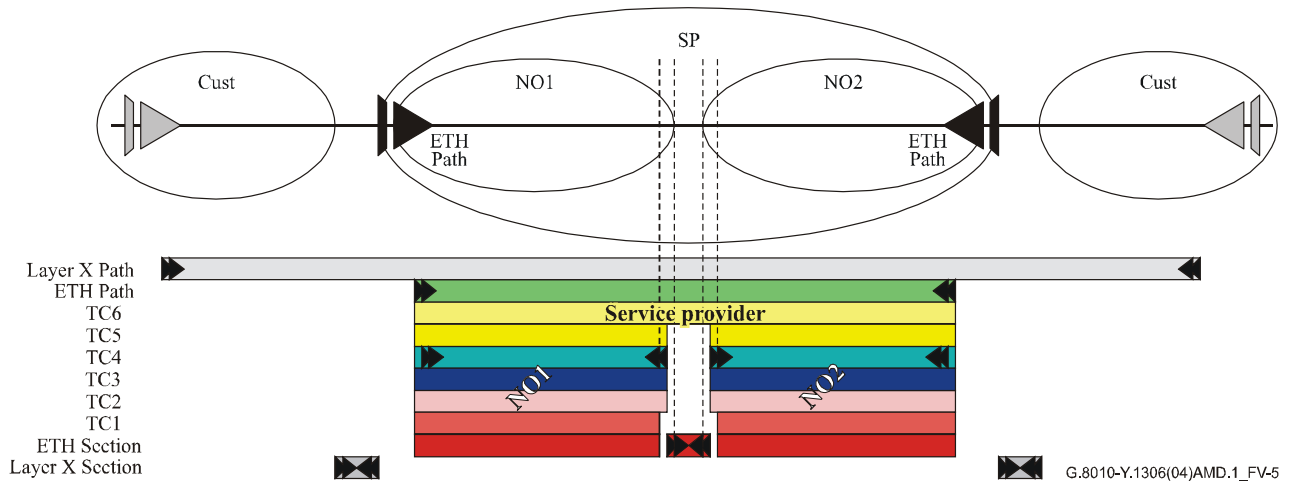 SP
Cust
NO1
NO2
Cust
ETH
Path
ETH
Path
Layer X Path
ETH Path
TC6
Service provider
TC5
TC4
TC3
NO1
NO2
TC2
TC1
ETH Section
Layer X Section
G.8010-Y.1306(04)AMD.1_FV-5